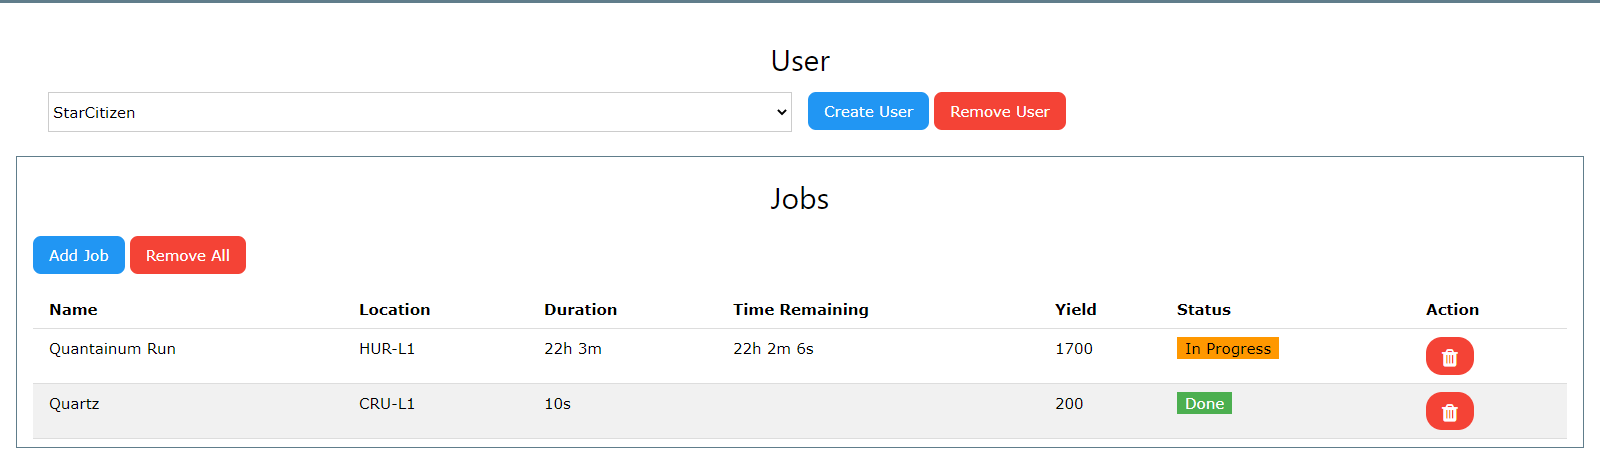 User
StarCitizen Create User Remove User
Jobs
Add Job Remove All
Name Location Duration Time Remaining Yield Status Action
Quantainum Run HUR-L1 22h 3m 22h 2m 6s 1700 In Progress
Quartz CRU-L1 10s 200 Done